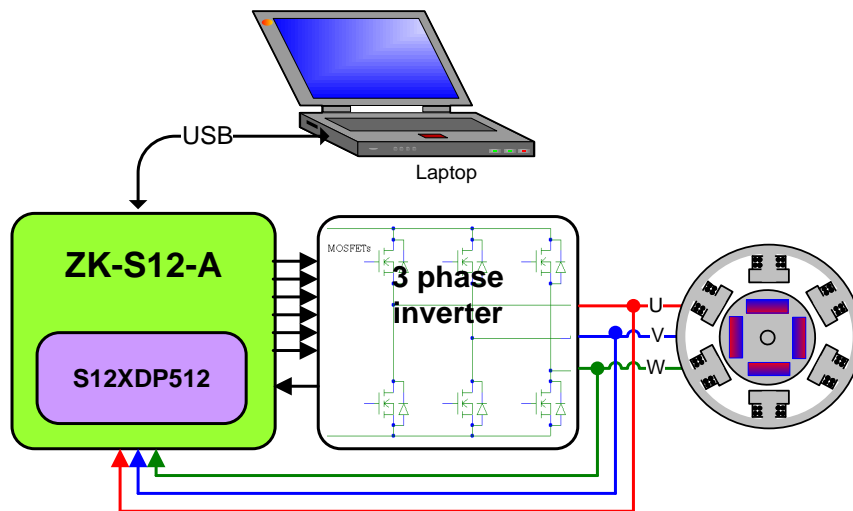 USB
Laptop
ZK-S12-A
S12XDP512
MOSFETs
3 phase
inverter
U
V
W